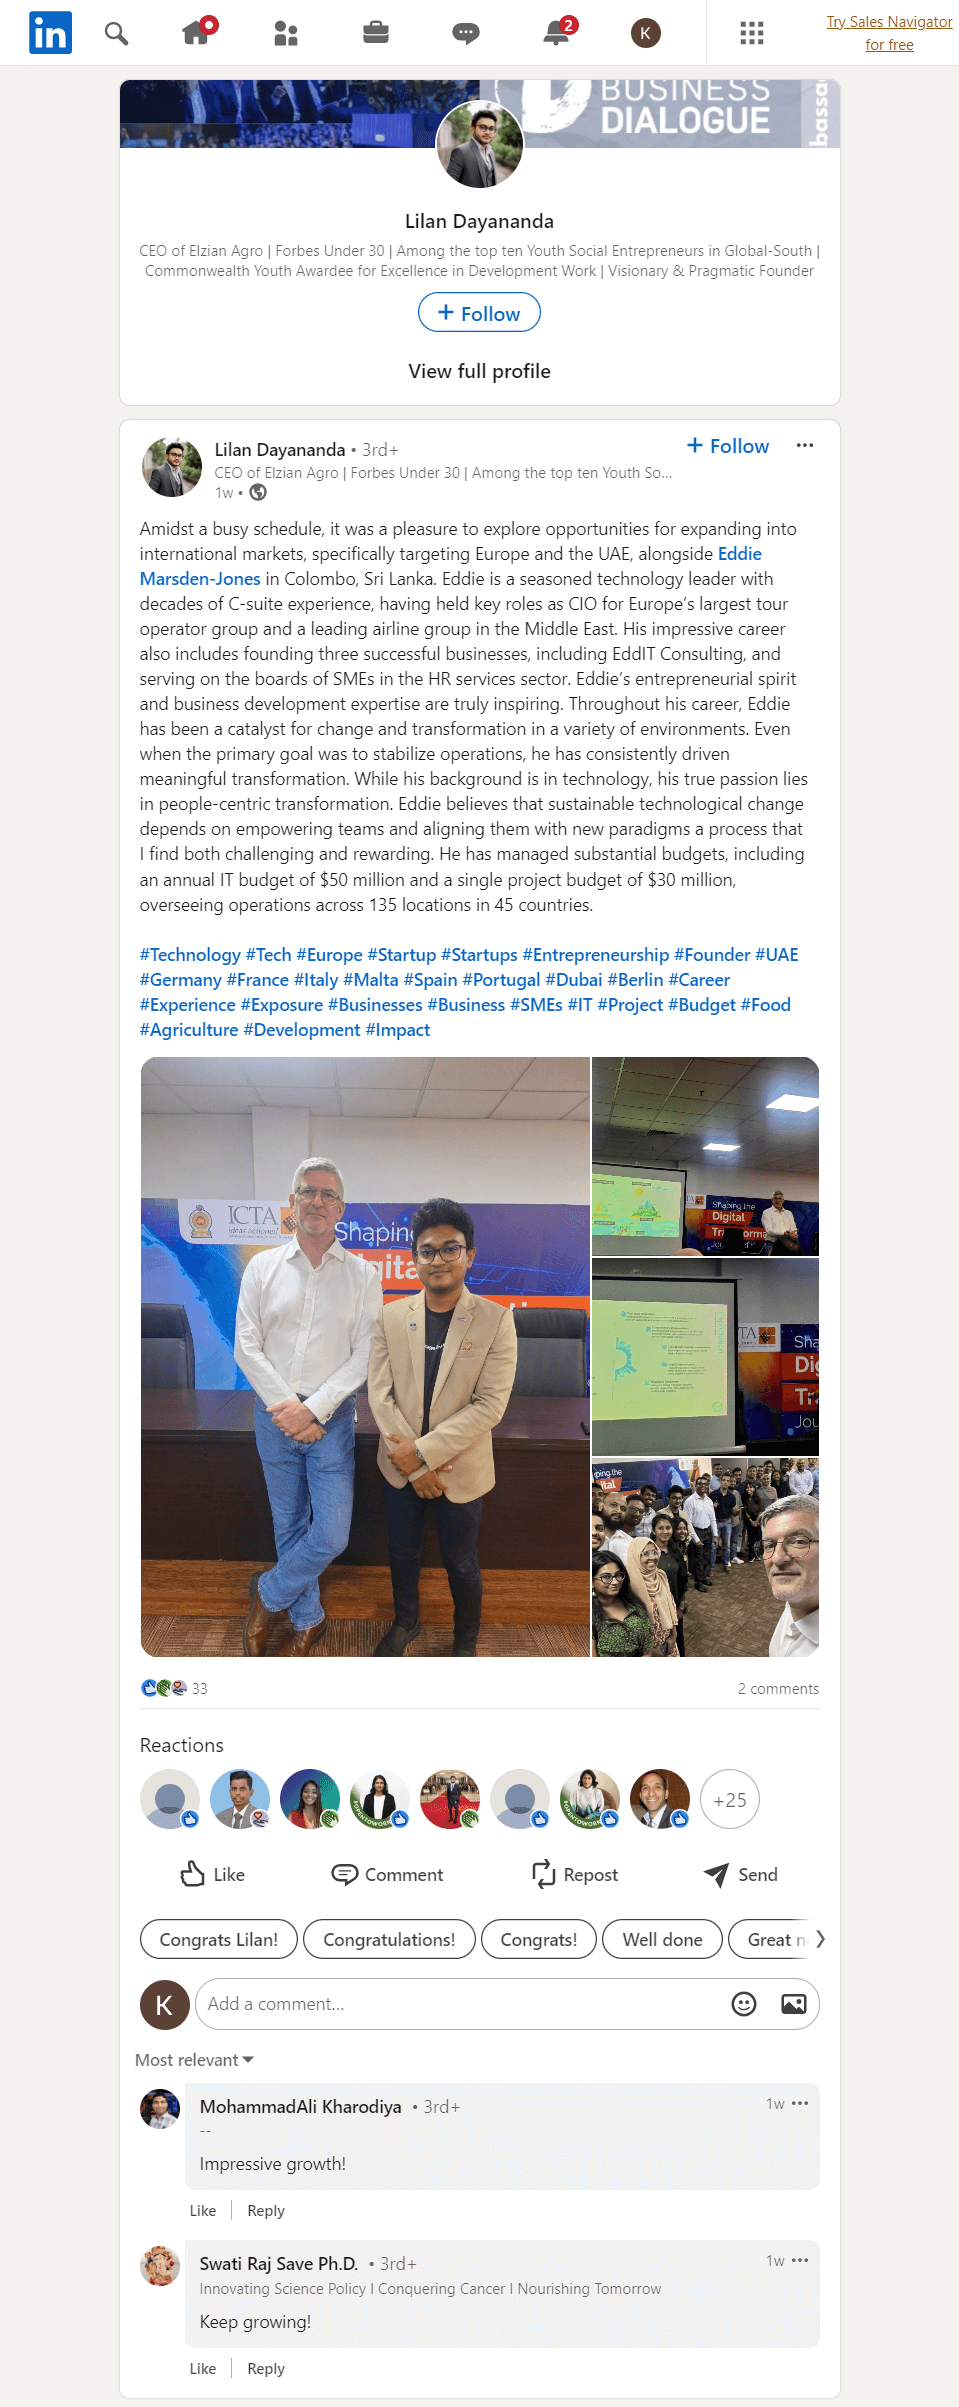 in
2
K
Try Sales Navigator
for free
BUSINESS
DIALOGUE
bassa
Lilan Dayananda
CEO of Elzian Agro | Forbes Under 30 | Among the top ten Youth Social Entrepreneurs in Global-South |
Commonwealth Youth Awardee for Excellence in Development Work | Visionary & Pragmatic Founder
+ Follow
View full profile
Lilan Dayananda • 3rd+
+ Follow
CEO of Elzian Agro | Forbes Under 30 | Among the top ten Youth So...
1w •
Amidst a busy schedule, it was a pleasure to explore opportunities for expanding into
international markets, specifically targeting Europe and the UAE, alongside Eddie
Marsden-Jones in Colombo, Sri Lanka. Eddie is a seasoned technology leader with
decades of C-suite experience, having held key roles as CIO for Europe’s largest tour
operator group and a leading airline group in the Middle East. His impressive career
also includes founding three successful businesses, including EddIT Consulting, and
serving on the boards of SMEs in the HR services sector. Eddie’s entrepreneurial spirit
and business development expertise are truly inspiring. Throughout his career, Eddie
has been a catalyst for change and transformation in a variety of environments. Even
when the primary goal was to stabilize operations, he has consistently driven
meaningful transformation. While his background is in technology, his true passion lies
in people-centric transformation. Eddie believes that sustainable technological change
depends on empowering teams and aligning them with new paradigms a process that
I find both challenging and rewarding. He has managed substantial budgets, including
an annual IT budget of $50 million and a single project budget of $30 million,
overseeing operations across 135 locations in 45 countries.
#Technology #Tech #Europe #Startup #Startups #Entrepreneurship #Founder #UAE
#Germany #France #Italy #Malta #Spain #Portugal #Dubai #Berlin #Career
#Experience #Exposure #Businesses #Business #SMEs #IT #Project #Budget #Food
#Agriculture #Development #Impact
ICTA
ideas actioned
Shaping
igita
Shaping the
Digital
Transforma
TA
Sha
Dig
Tr
Jou
ping the
ital
33
2 comments
Reactions
+25
Like
Comment
Repost
Send
Congrats Lilan!
Congratulations!
Congrats!
Well done
Great n
K
Add a comment...
Most relevant
MohammadAli Kharodiya • 3rd+
1w
--
Impressive growth!
Like
Reply
Swati Raj Save Ph.D. • 3rd+
1w
Innovating Science Policy I Conquering Cancer I Nourishing Tomorrow
Keep growing!
Like
Reply